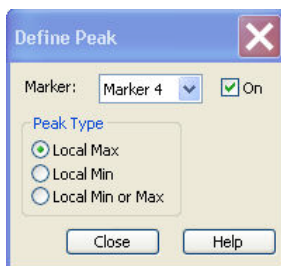 Define Peak
Marker: Marker 4 On
Peak Type
Local Max
Local Min
Local Min or Max
Close Help